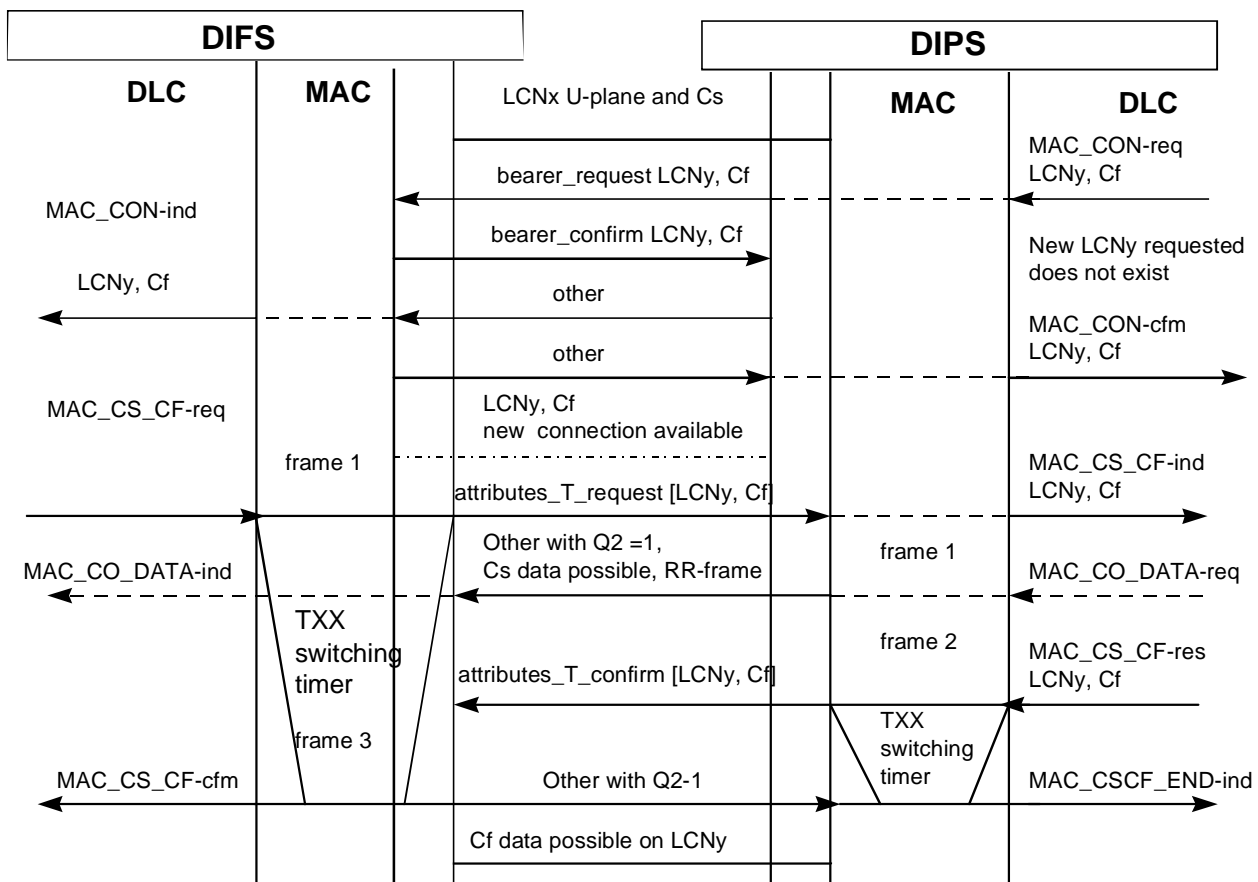 DIFS
DIPS
DLC
MAC
LCNx U-plane and Cs
MAC
DLC
MAC_CON-req
LCNy, Cf
bearer_request LCNy, Cf
MAC_CON-ind
bearer_confirm LCNy, Cf
New LCNy requested
does not exist
LCNy, Cf
other
MAC_CON-cfm
LCNy, Cf
other
MAC_CS_CF-req
LCNy, Cf
new connection available
frame 1
MAC_CS_CF-ind
LCNy, Cf
attributes_T_request [LCNy, Cf]
Other with Q2 =1,
Cs data possible, RR-frame
frame 1
MAC_CO_DATA-ind
MAC_CO_DATA-req
TXX
switching
timer
frame 2
MAC_CS_CF-res
LCNy, Cf
attributes_T_confirm [LCNy, Cf]
TXX
switching
timer
frame 3
MAC_CS_CF-cfm
Other with Q2-1
MAC_CSCF_END-ind
Cf data possible on LCNy